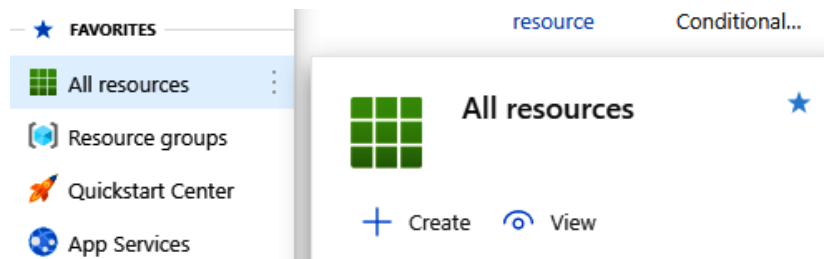 FAVORITES
All resources
Resource groups
Quickstart Center
App Services
resource Conditional...
All resources
Create View